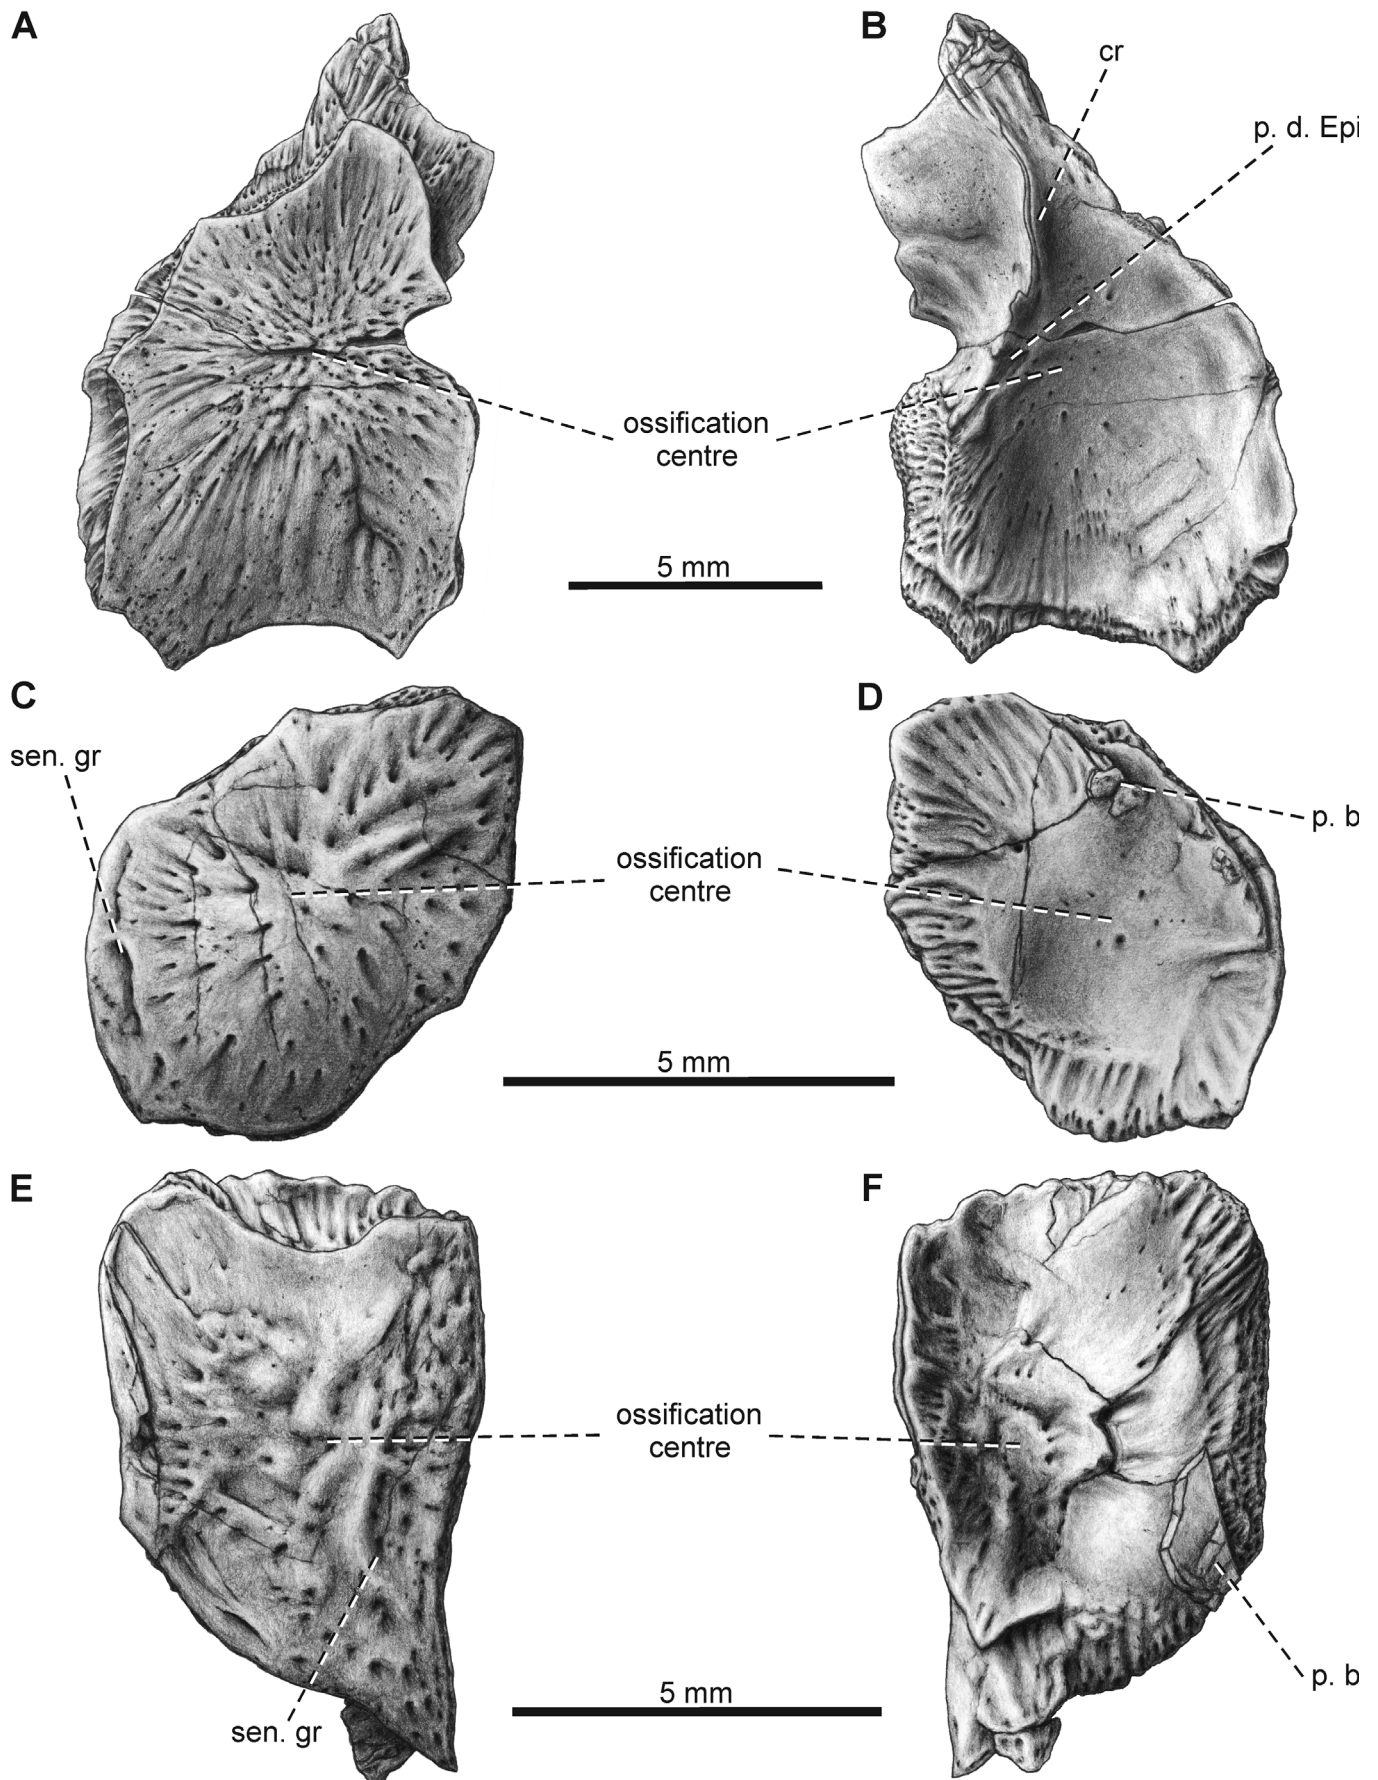 A
B
cr
p. d. Epi
ossification
centre
5 mm
C
D
sen. gr
p. b
ossification
centre
5 mm
E
F
ossification
centre
p. b
5 mm
sen. gr